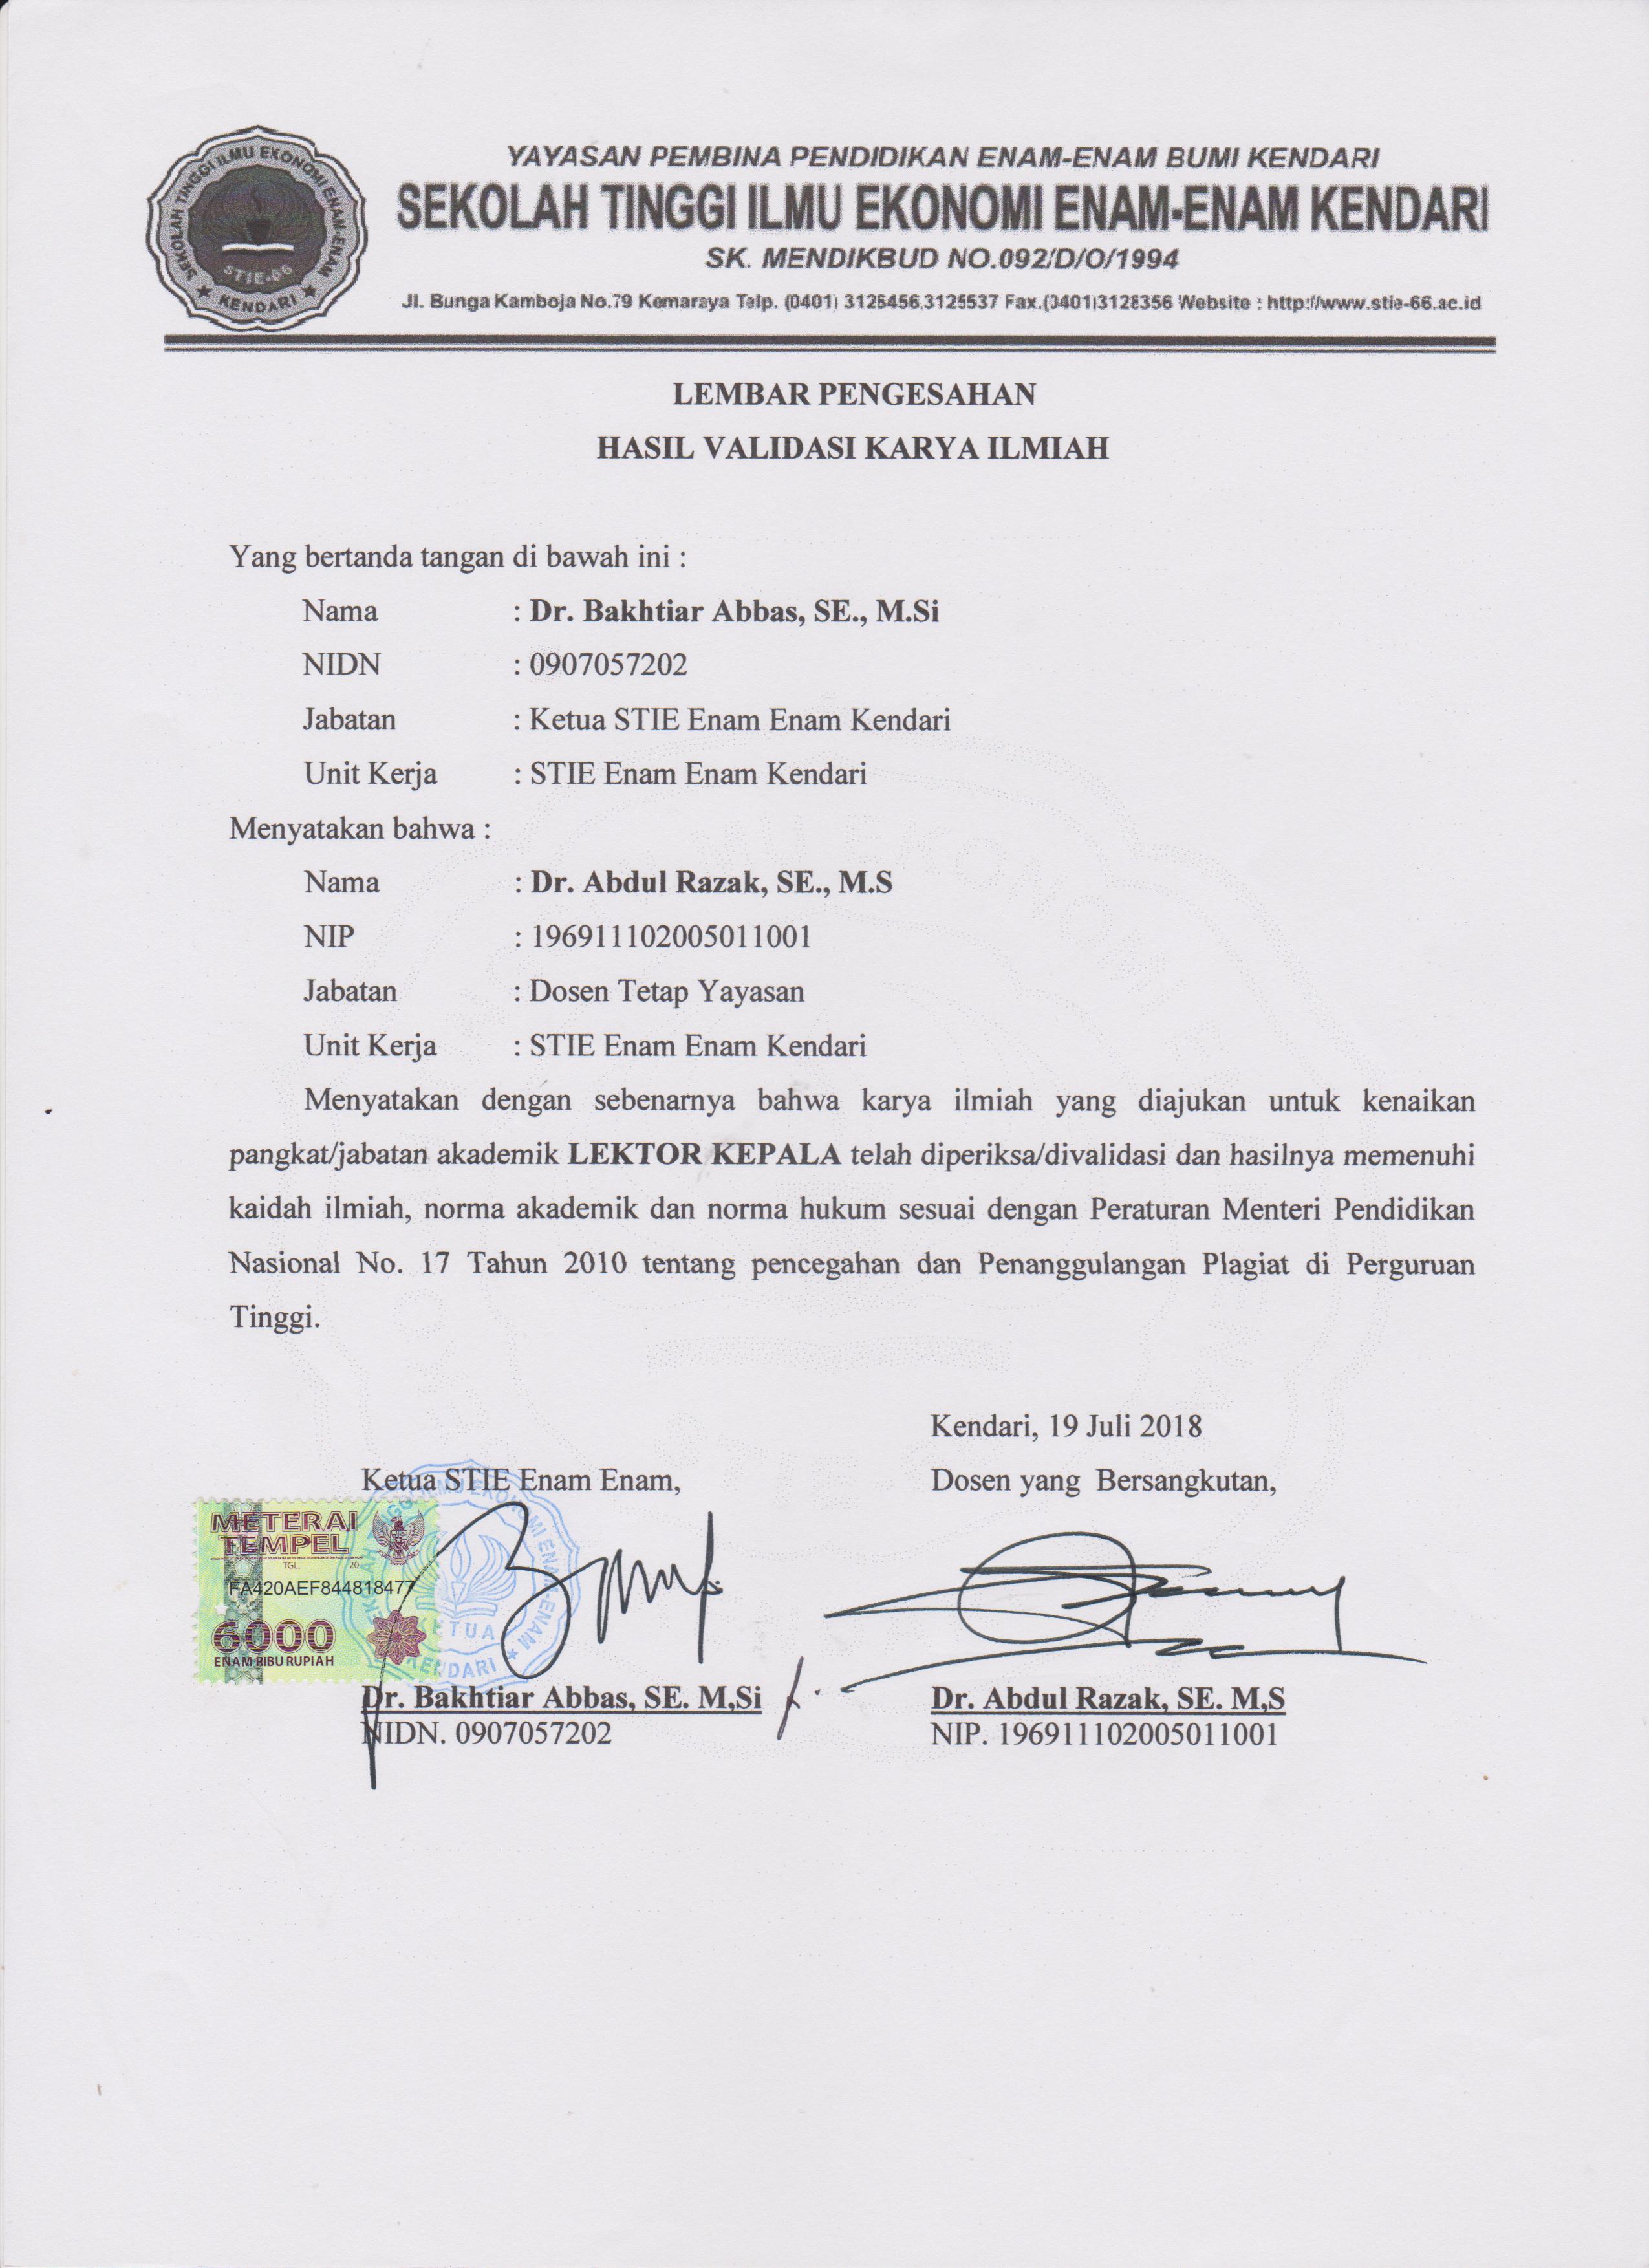 SEKOLAH TINGGI ILMU EKONOMI ENAM-ENAM
STIE-66
KENDARI
YAYASAN PEMBINA PENDIDIKAN ENAM-ENAM BUMI KENDARI
SEKOLAH TINGGI ILMU EKONOMI ENAM-ENAM KENDARI
SK. MENDIKBUD NO.092/D/O/1994
Jl. Bunga Kamboja No.79 Kemaraya Telp. (0401) 3126456,3125537 Fax.(0401)3128356 Website : http://www.stie-66.ac.id
LEMBAR PENGESAHAN
HASIL VALIDASI KARYA ILMIAH
Yang bertanda tangan di bawah ini :
Nama : Dr. Bakhtiar Abbas, SE., M.Si
NIDN : 0907057202
Jabatan : Ketua STIE Enam Enam Kendari
Unit Kerja : STIE Enam Enam Kendari
Menyatakan bahwa :
Nama : Dr. Abdul Razak, SE., M.S
NIP : 196911102005011001
Jabatan : Dosen Tetap Yayasan
Unit Kerja : STIE Enam Enam Kendari
Menyatakan dengan sebenarnya bahwa karya ilmiah yang diajukan untuk kenaikan
pangkat/jabatan akademik LEKTOR KEPALA telah diperiksa/divalidasi dan hasilnya memenuhi
kaidah ilmiah, norma akademik dan norma hukum sesuai dengan Peraturan Menteri Pendidikan
Nasional No. 17 Tahun 2010 tentang pencegahan dan Penanggulangan Plagiat di Perguruan
Tinggi.
Kendari, 19 Juli 2018
Ketua STIE Enam Enam, Dosen yang Bersangkutan,
METERAI
TEMPEL
TGL. 20
FA420AEF844818477
6000
ENAM RIBU RUPIAH
KETUA
KENDARI
Dr. Bakhtiar Abbas, SE. M,Si Dr. Abdul Razak, SE. M,S
NIDN. 0907057202 NIP. 196911102005011001